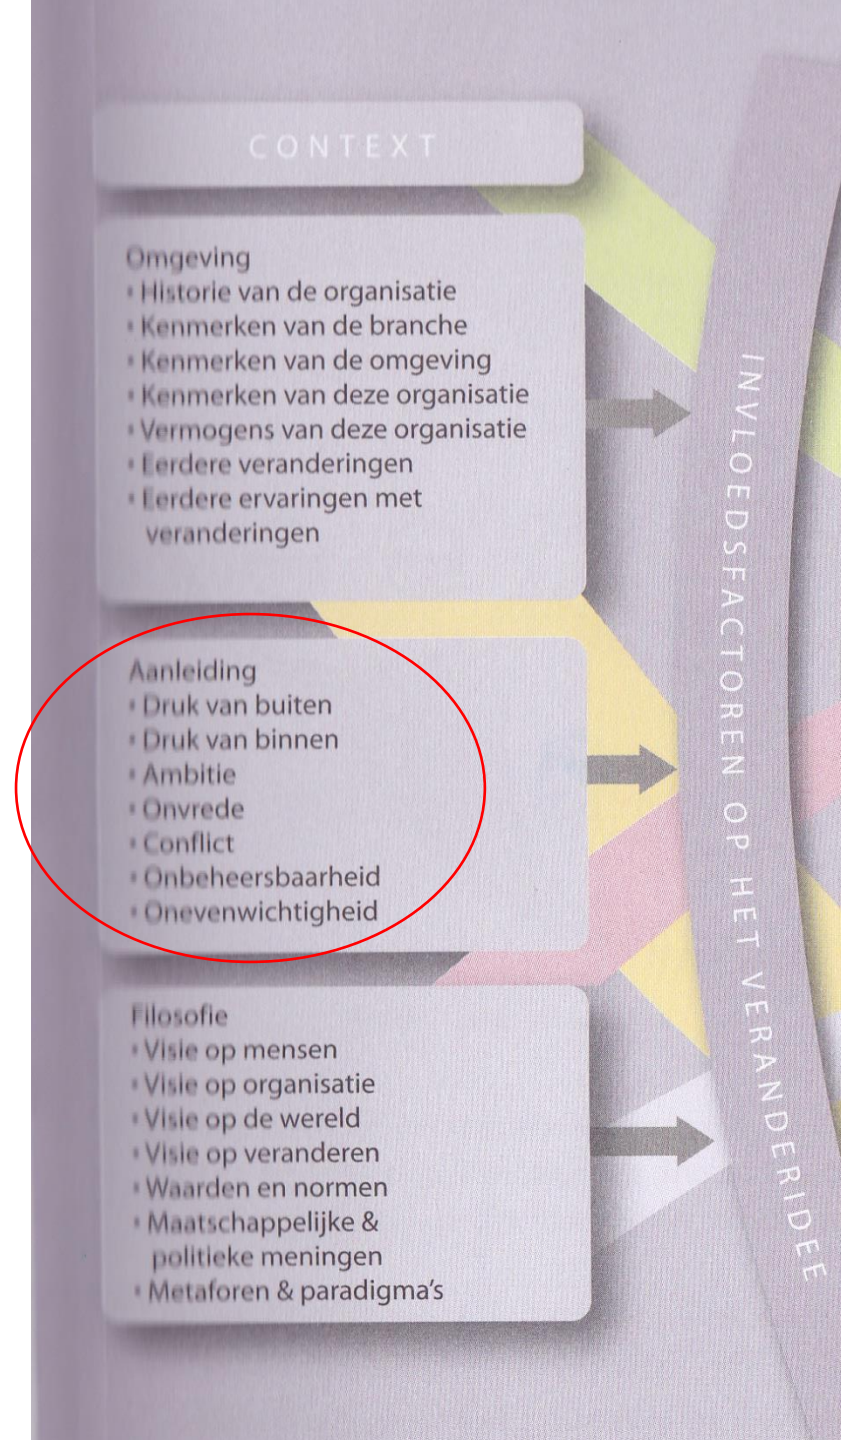 CONTEXT
Omgeving
• Historie van de organisatie
• Kenmerken van de branche
• Kenmerken van de omgeving
• Kenmerken van deze organisatie
• Vermogens van deze organisatie
• Eerdere veranderingen
• Eerdere ervaringen met
veranderingen
Aanleiding
• Druk van buiten
• Druk van binnen
• Ambitie
• Onvrede
• Conflict
• Onbeheersbaarheid
• Onevenwichtigheid
Filosofie
• Visie op mensen
• Visie op organisatie
• Visie op de wereld
• Visie op veranderen
• Waarden en normen
• Maatschappelijke &
politieke meningen
• Metaforen & paradigma's
INVLOEDSFACTOREN OP HET VERANDERIDEE